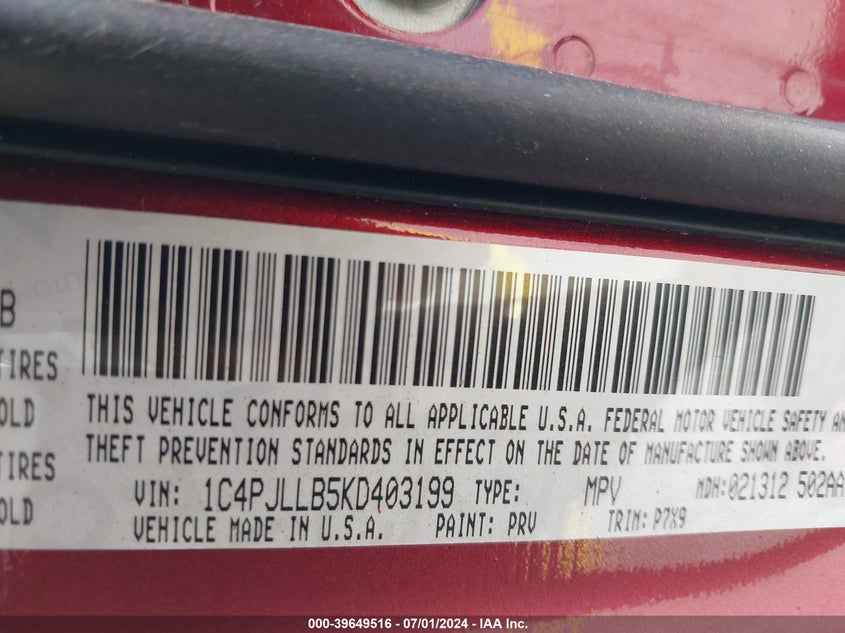 B
TIRES
OLD
TIRES
OLD
THIS VEHICLE CONFORMS TO ALL APPLICABLE U.S.A. FEDERAL MOTOR VEHICLE SAFETY AN
THEFT PREVENTION STANDARDS IN EFFECT ON THE DATE OF MANUFACTURE SHOWN ABOVE.
VIN: 1C4PJLLB5KD403199 TYPE: MPV MDH:021312 502AA
VEHICLE MADE IN U.S.A. PAINT: PRV TRIM: P7X9
000-39649516 - 07/01/2024 - IAA Inc.